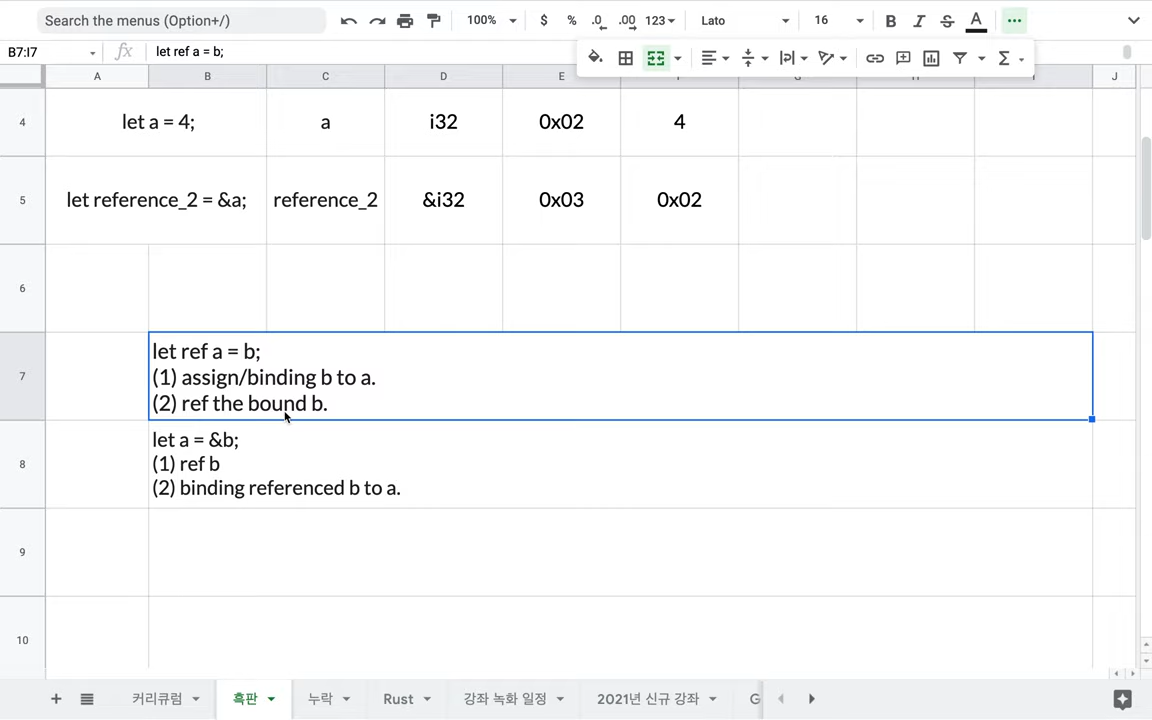 Search the menus (Option+/)
100%
$ % .0 .00 123
Lato
16
B I S A
B7:I7
fx
let ref a = b;
A B C D E J
4
let a = 4;
a
i32
0x02
4
5
let reference_2 = &a;
reference_2
&i32
0x03
0x02
6
7
let ref a = b;
(1) assign/binding b to a.
(2) ref the bound b.
8
let a = &b;
(1) ref b
(2) binding referenced b to a.
9
10
커리큘럼
흑판
누락
Rust
강좌 녹화 일정
2021년 신규 강좌